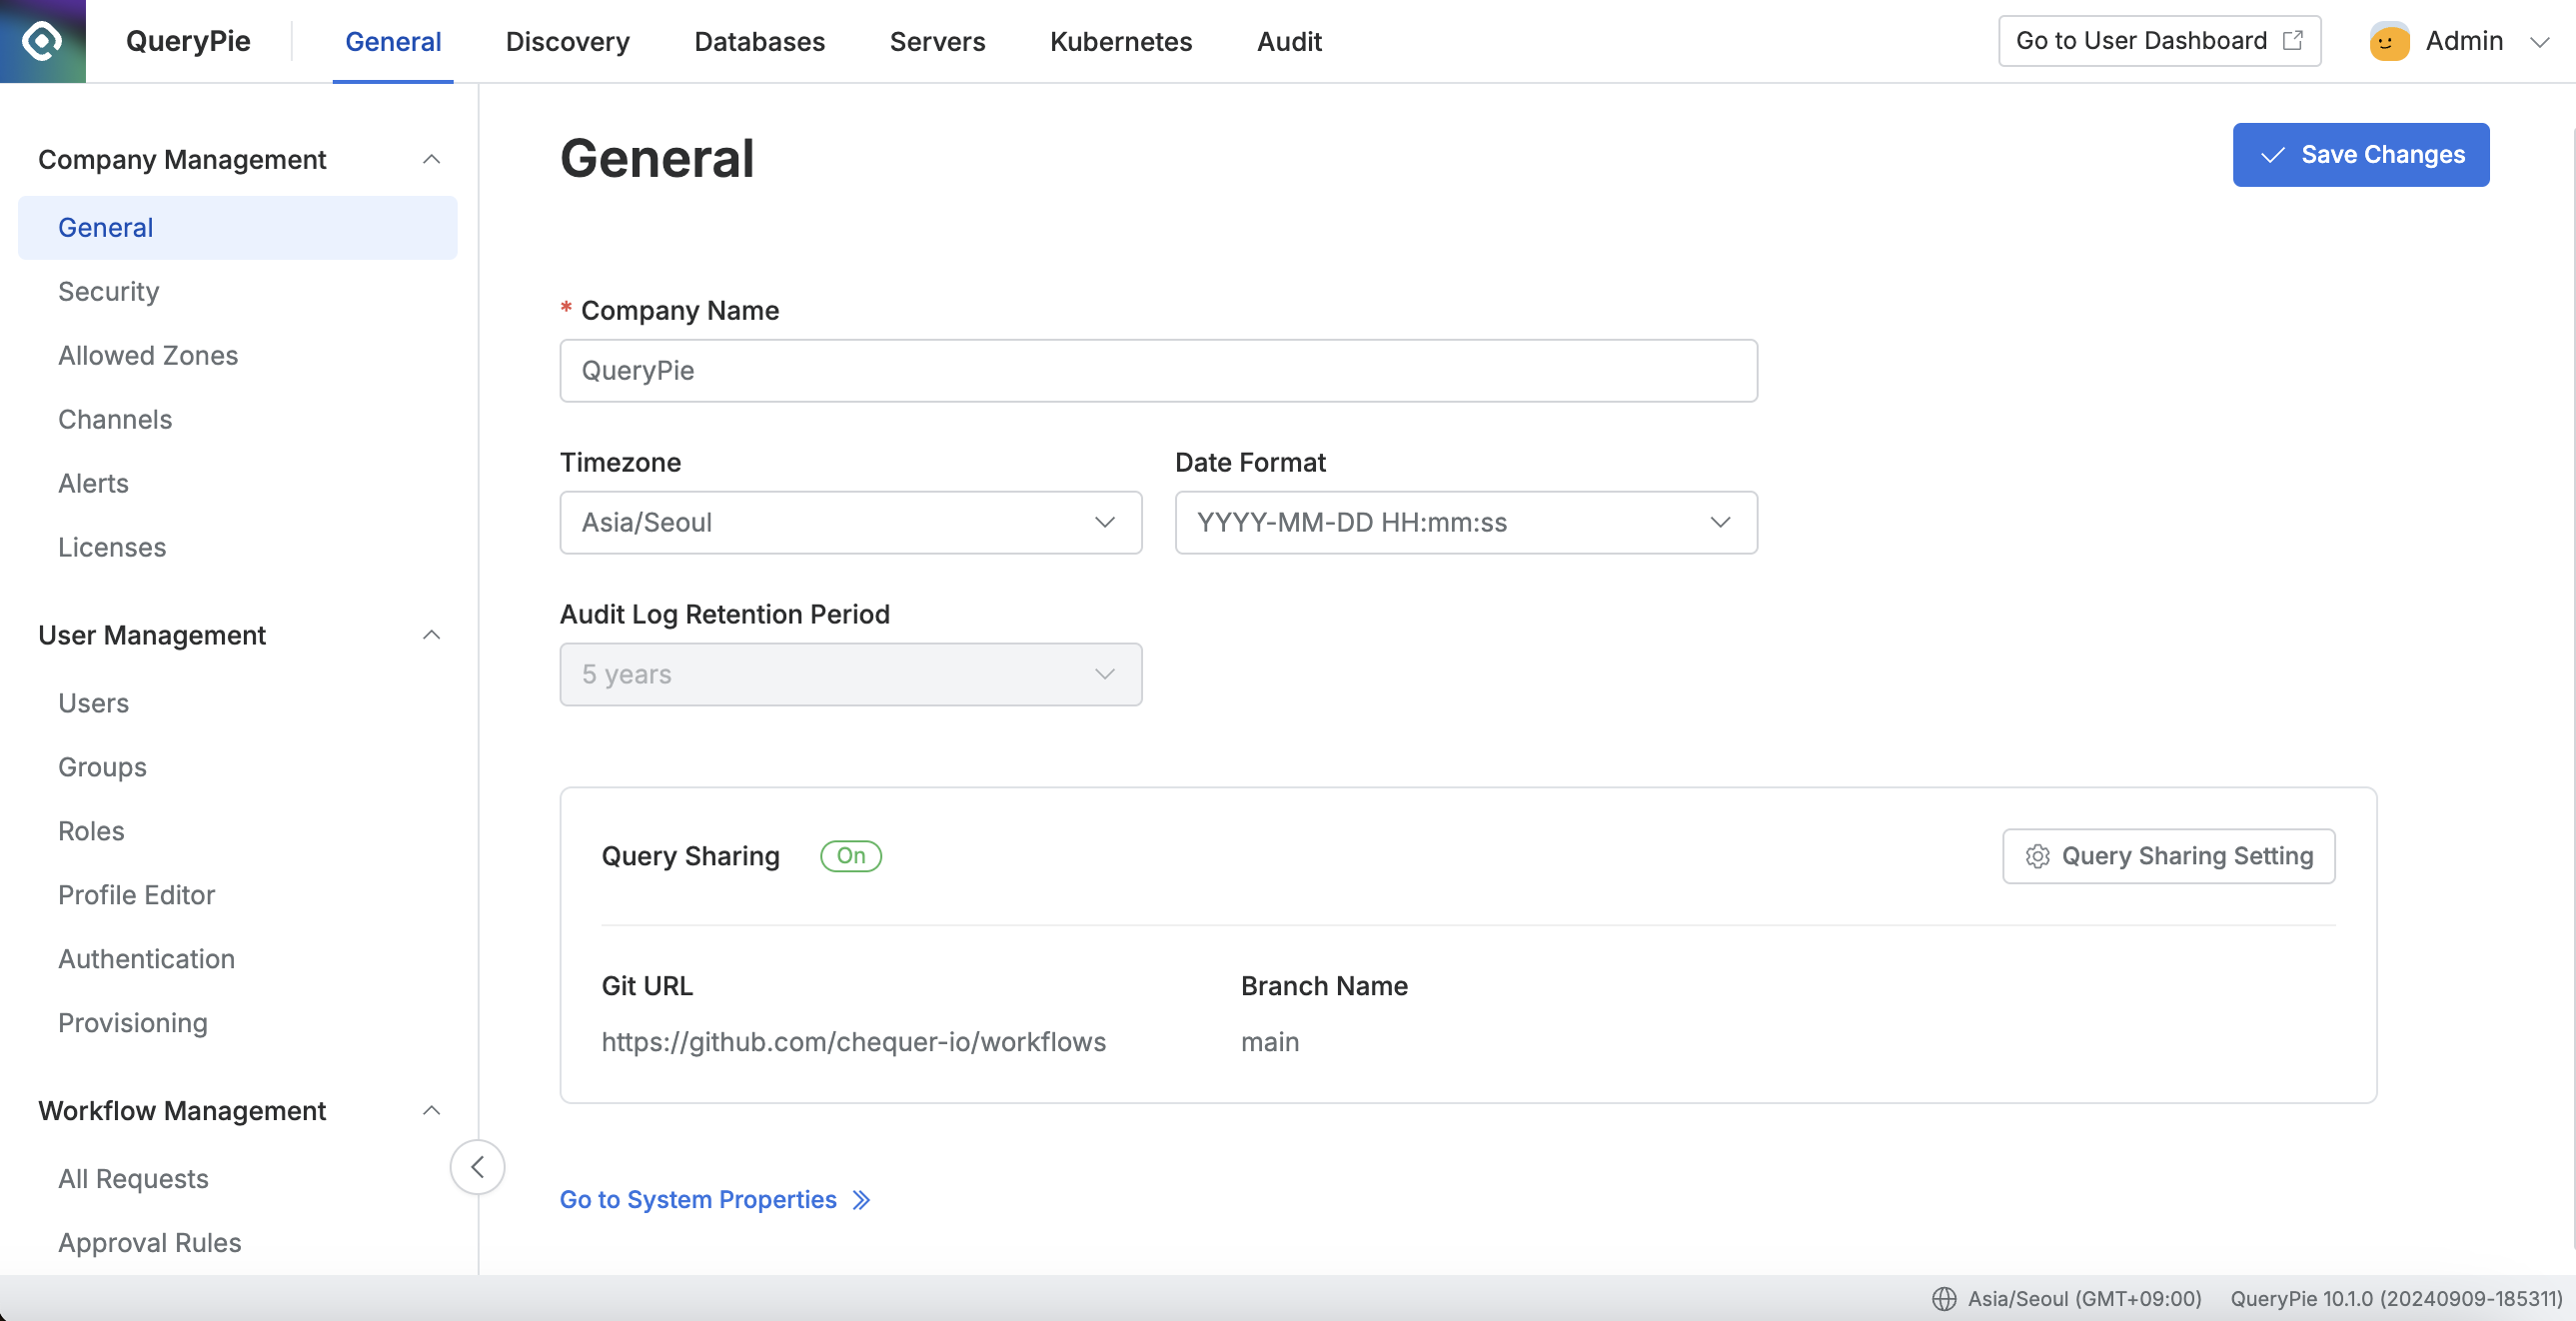 QueryPie
General
Discovery
Databases
Servers
Kubernetes
Audit
Go to User Dashboard
Admin
Company Management
General
Security
Allowed Zones
Channels
Alerts
Licenses
User Management
Users
Groups
Roles
Profile Editor
Authentication
Provisioning
Workflow Management
All Requests
Approval Rules
General
Save Changes
* Company Name
QueryPie
Timezone
Date Format
Asia/Seoul
YYYY-MM-DD HH:mm:ss
Audit Log Retention Period
5 years
Query Sharing
On
Query Sharing Setting
Git URL
Branch Name
https://github.com/chequer-io/workflows
main
Go to System Properties
Asia/Seoul (GMT+09:00)
QueryPie 10.1.0 (20240909-185311)